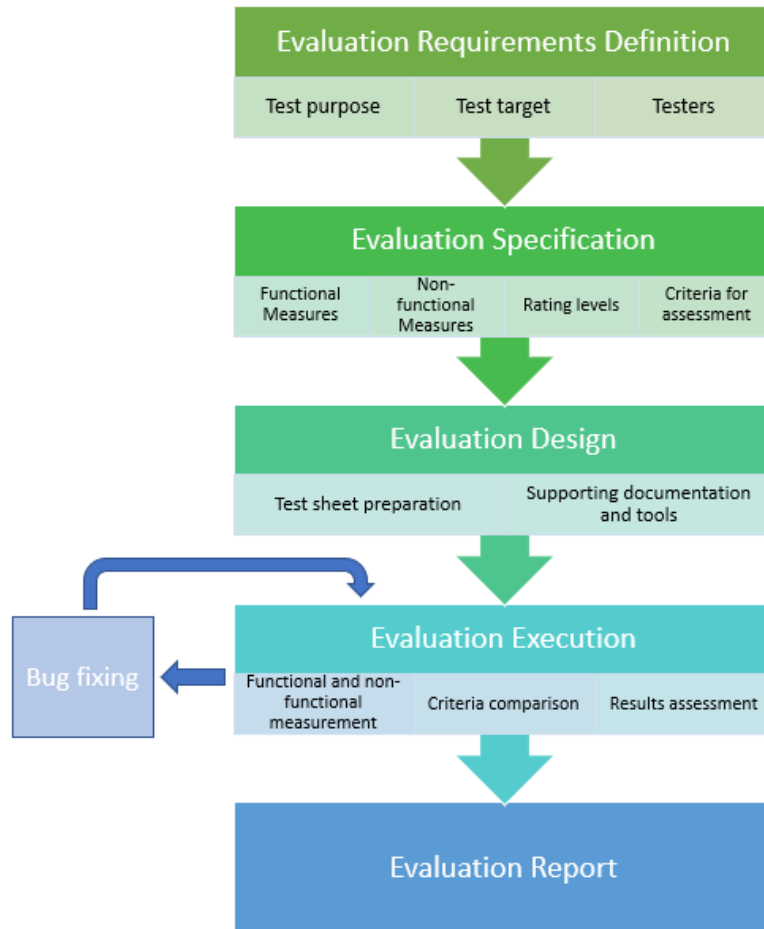 Evaluation Requirements Definition
Test purpose
Test target
Testers
Evaluation Specification
Functional
Measures
Non-
functional
Measures
Rating levels
Criteria for
assessment
Evaluation Design
Test sheet preparation
Supporting documentation
and tools
Evaluation Execution
Bug fixing
Functional and non-
functional
measurement
Criteria comparison
Results assessment
Evaluation Report